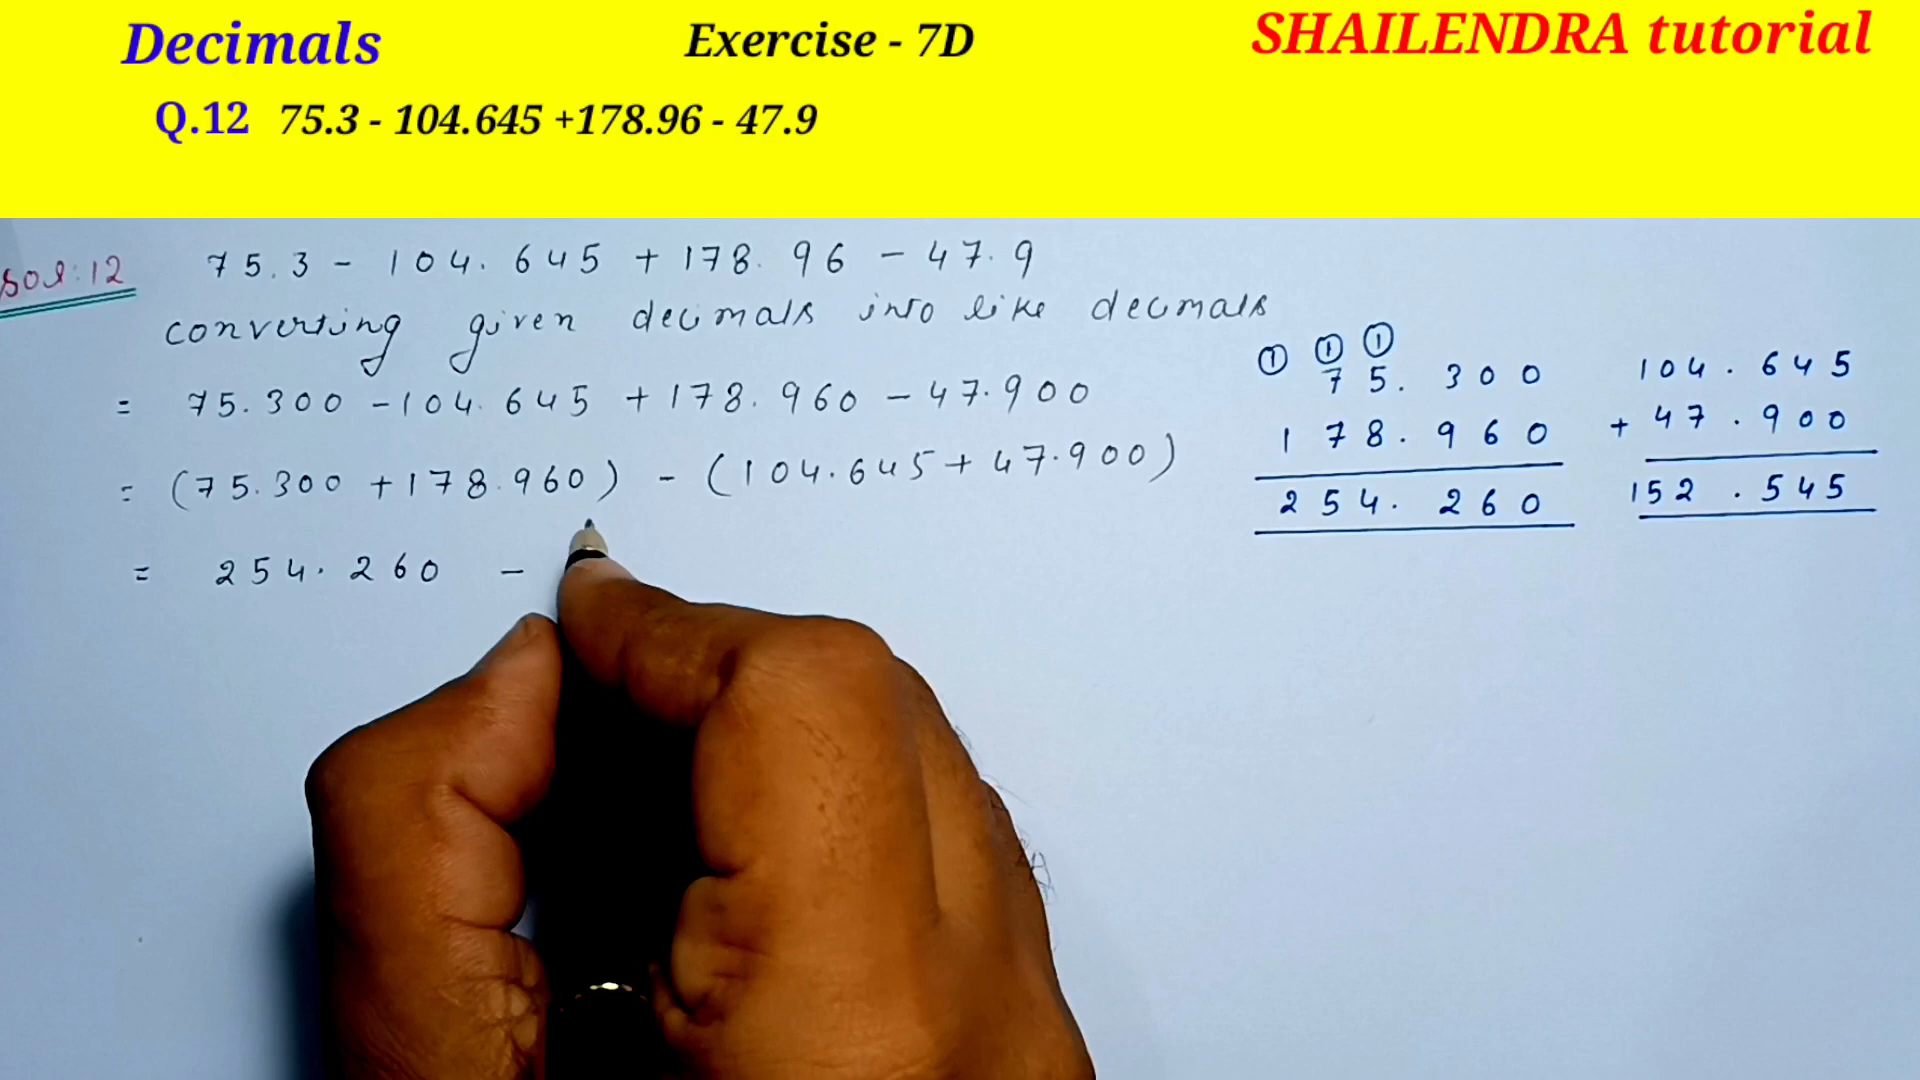 Decimals Exercise - 7D SHAILENDRA tutorial
Q.12 75.3 - 104.645 +178.96 - 47.9
sol:12 75.3 - 104.645 + 178.96 - 47.9
converting given decimals into like decimals
= 75.300 - 104.645 + 178.960 - 47.900
= (75.300 + 178.960) - (104.645 + 47.900)
= 254.260 -
① ① ①
75.300
178.960
254.260
104.645
+ 47.900
152.545